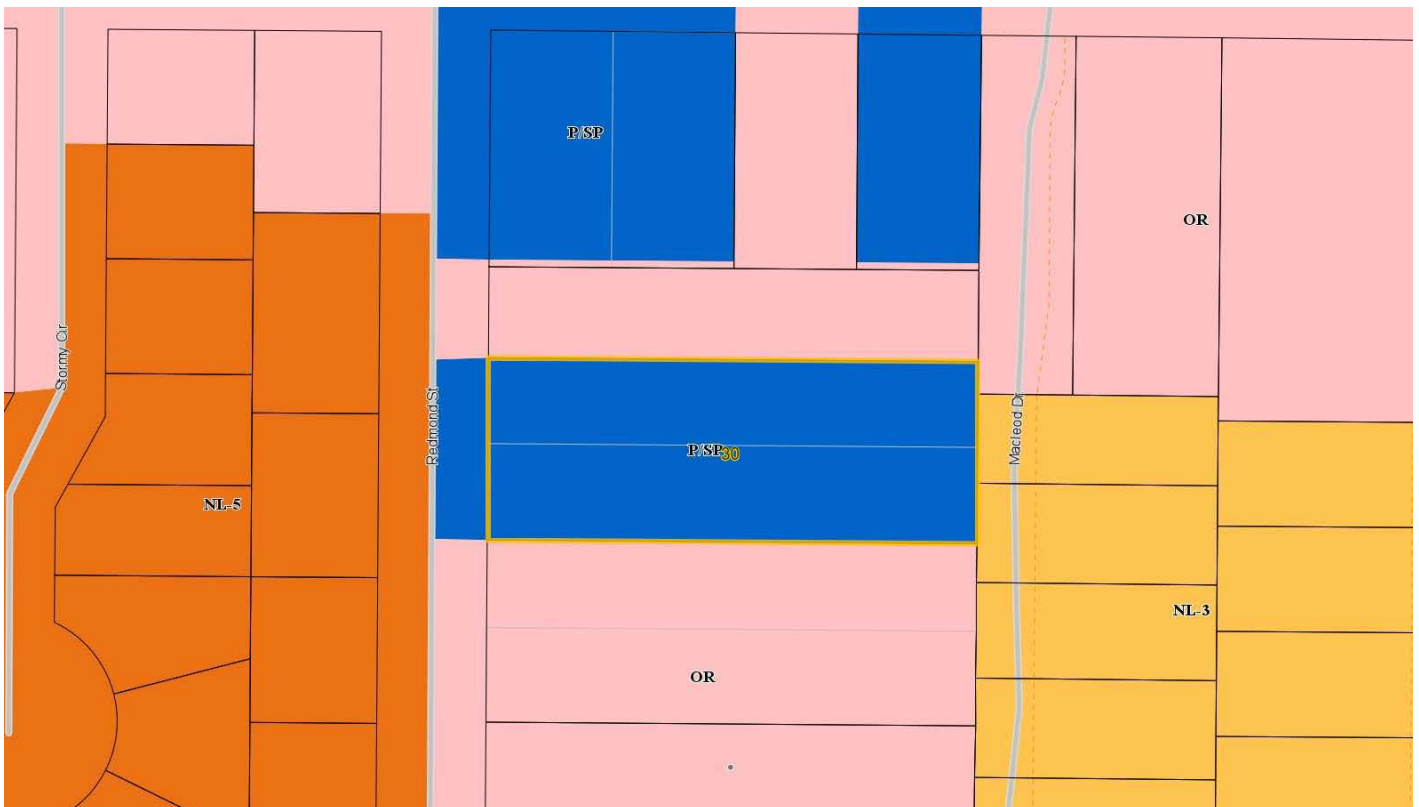 P/SP
OR
Stormy Cir
Redmond St
Macleod Dr
P/SP
30
NL-5
NL-3
OR